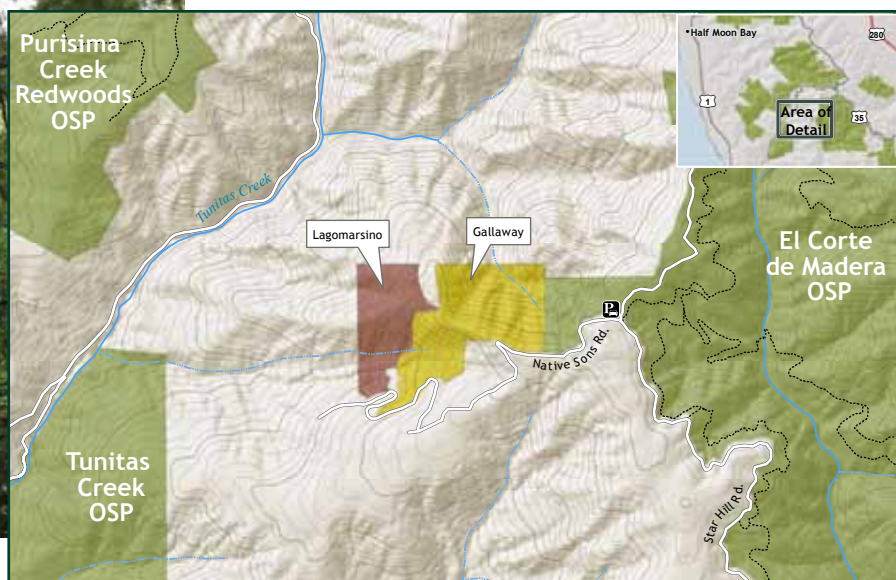 Purisima
Creek
Redwoods
OSP
Half Moon Bay
280
1
35
Area of
Detail
Tunitas Creek
Lagomarsino
Gallaway
El Corte
de Madera
OSP
P
Native Sons Rd.
Tunitas
Creek
OSP
Star Hill Rd.